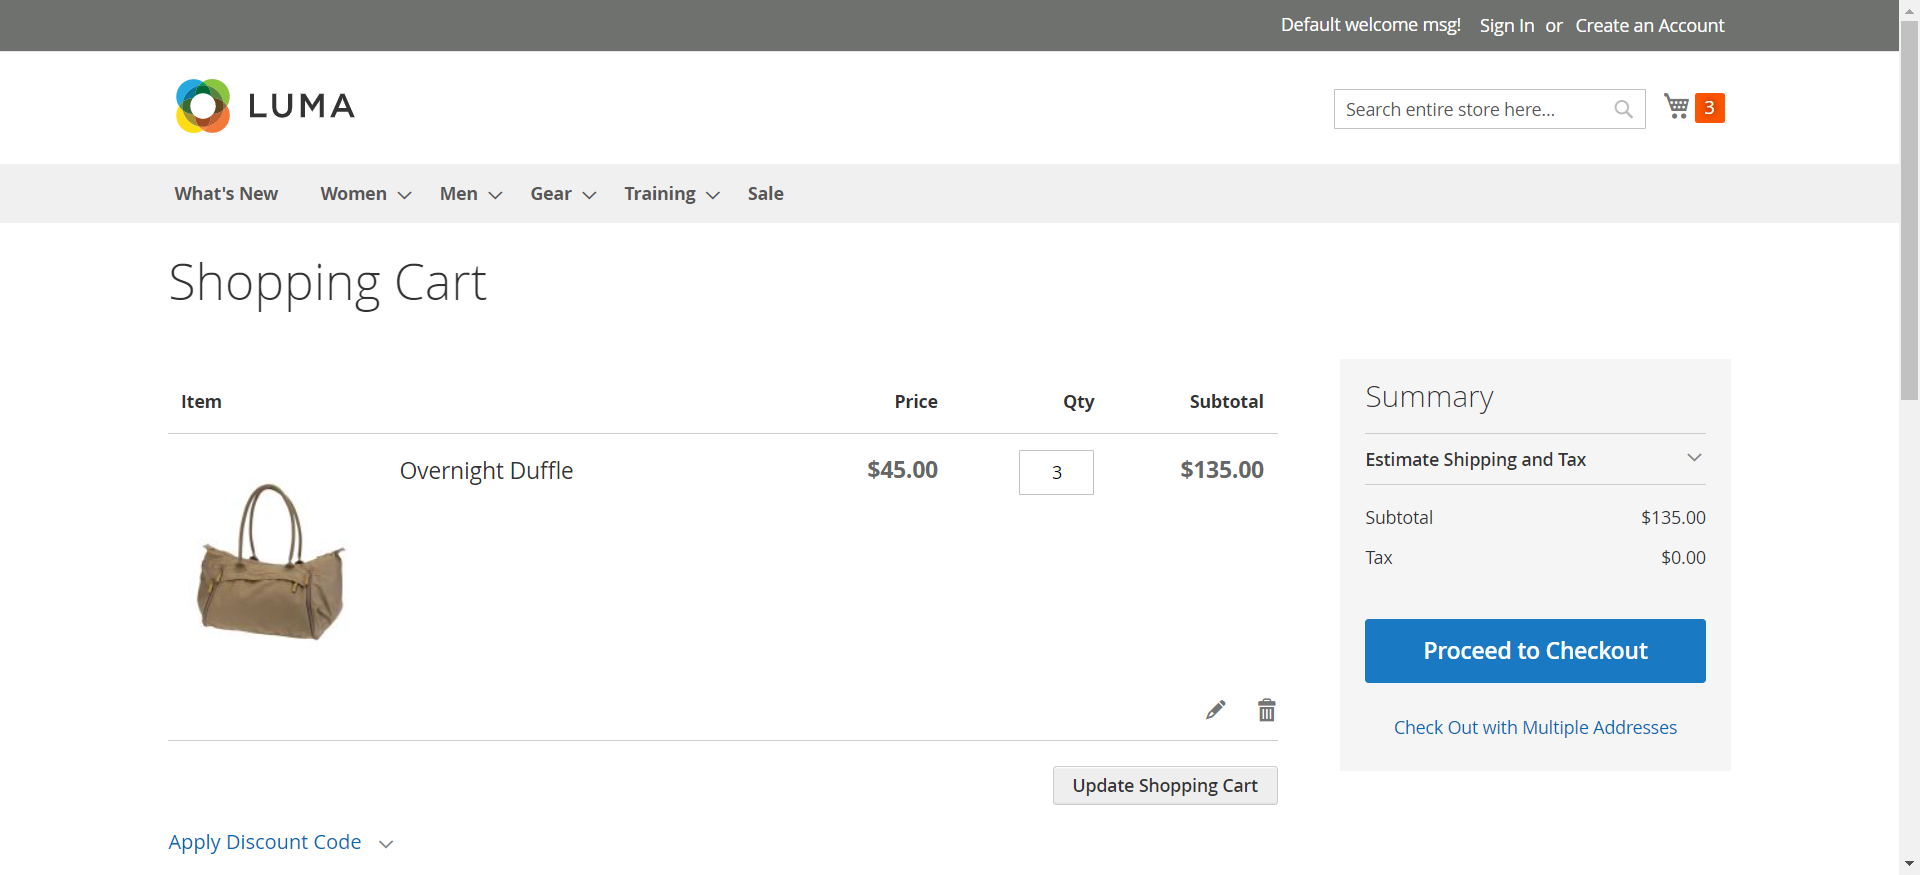 Default welcome msg! Sign In or Create an Account
LUMA
Search entire store here...
3
What's New Women Men Gear Training Sale
Shopping Cart
Item Price Qty Subtotal
Overnight Duffle $45.00 3 $135.00
Update Shopping Cart
Apply Discount Code
Summary
Estimate Shipping and Tax
Subtotal $135.00
Tax $0.00
Proceed to Checkout
Check Out with Multiple Addresses